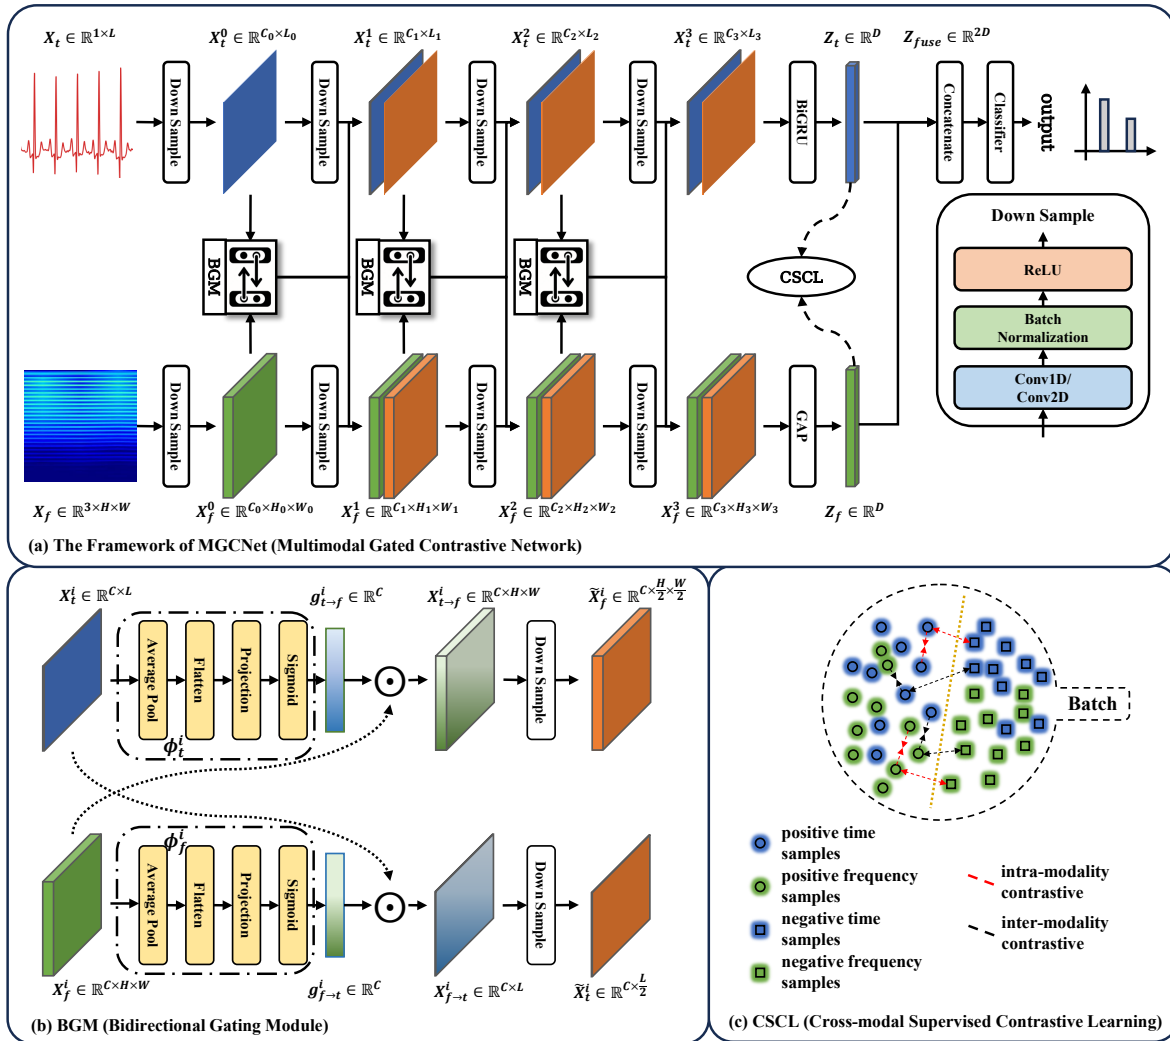 X_t ∈ ℝ^{1×L}
X_t^0 ∈ ℝ^{C_0×L_0}
X_t^1 ∈ ℝ^{C_1×L_1}
X_t^2 ∈ ℝ^{C_2×L_2}
X_t^3 ∈ ℝ^{C_3×L_3}
Z_t ∈ ℝ^D
Z_{fuse} ∈ ℝ^{2D}
Down Sample
Down Sample
Down Sample
Down Sample
BiGRU
Concatenate
Classifier
output
BGM
BGM
BGM
CSCL
Down Sample
ReLU
Batch
Normalization
Conv1D/
Conv2D
Down Sample
Down Sample
Down Sample
Down Sample
GAP
X_f ∈ ℝ^{3×H×W}
X_f^0 ∈ ℝ^{C_0×H_0×W_0}
X_f^1 ∈ ℝ^{C_1×H_1×W_1}
X_f^2 ∈ ℝ^{C_2×H_2×W_2}
X_f^3 ∈ ℝ^{C_3×H_3×W_3}
Z_f ∈ ℝ^D
(a) The Framework of MGCNet (Multimodal Gated Contrastive Network)
X_t^i ∈ ℝ^{C×L}
g_{t→f}^i ∈ ℝ^C
X_{t→f}^i ∈ ℝ^{C×H×W}
X̃_f^i ∈ ℝ^{C×\frac{H}{2}×\frac{W}{2}}
Average Pool
Flatten
Projection
Sigmoid
Down Sample
ϕ_t^i
ϕ_f^i
Average Pool
Flatten
Projection
Sigmoid
Down Sample
X_f^i ∈ ℝ^{C×H×W}
g_{f→t}^i ∈ ℝ^C
X_{f→t}^i ∈ ℝ^{C×L}
X̃_t^i ∈ ℝ^{C×\frac{L}{2}}
(b) BGM (Bidirectional Gating Module)
Batch
positive time
samples
positive frequency
samples
negative time
samples
negative frequency
samples
intra-modality
contrastive
inter-modality
contrastive
(c) CSCL (Cross-modal Supervised Contrastive Learning)